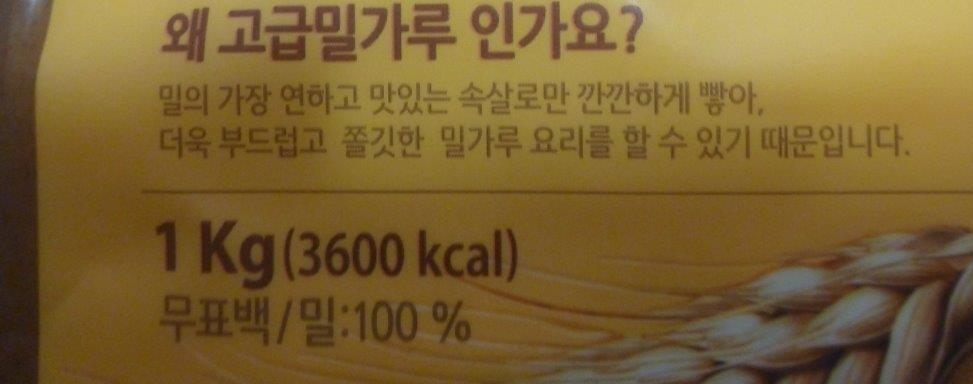 왜 고급밀가루 인가요?
밀의 가장 연하고 맛있는 속살로만 깐깐하게 빻아,
더욱 부드럽고 쫄깃한 밀가루 요리를 할 수 있기 때문입니다.
1 Kg (3600 kcal)
무표백/밀:100 %